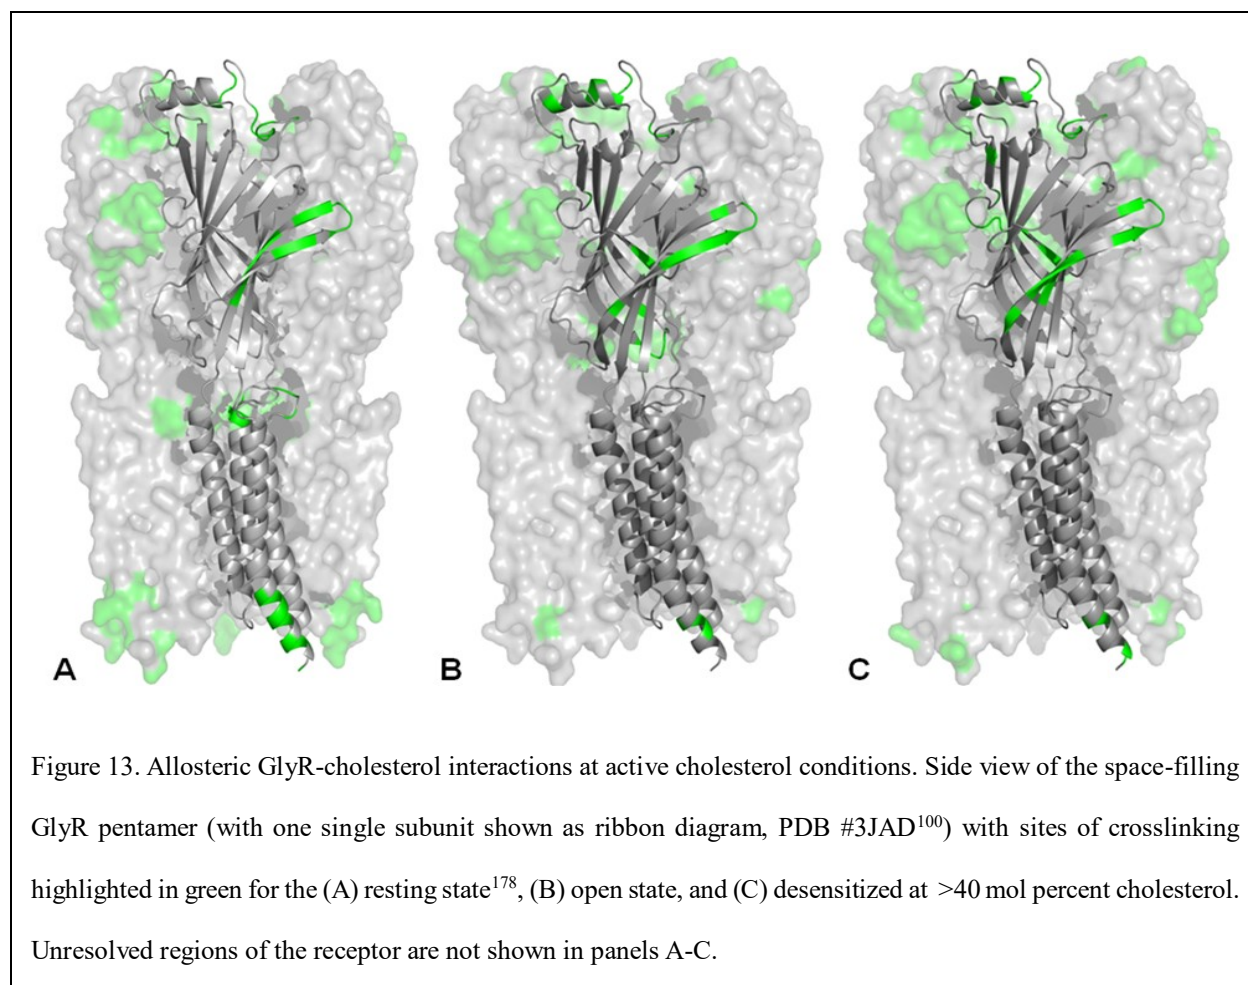 A
B
C
Figure 13. Allosteric GlyR-cholesterol interactions at active cholesterol conditions. Side view of the space-filling
GlyR pentamer (with one single subunit shown as ribbon diagram, PDB #3JAD100) with sites of crosslinking
highlighted in green for the (A) resting state178, (B) open state, and (C) desensitized at >40 mol percent cholesterol.
Unresolved regions of the receptor are not shown in panels A-C.